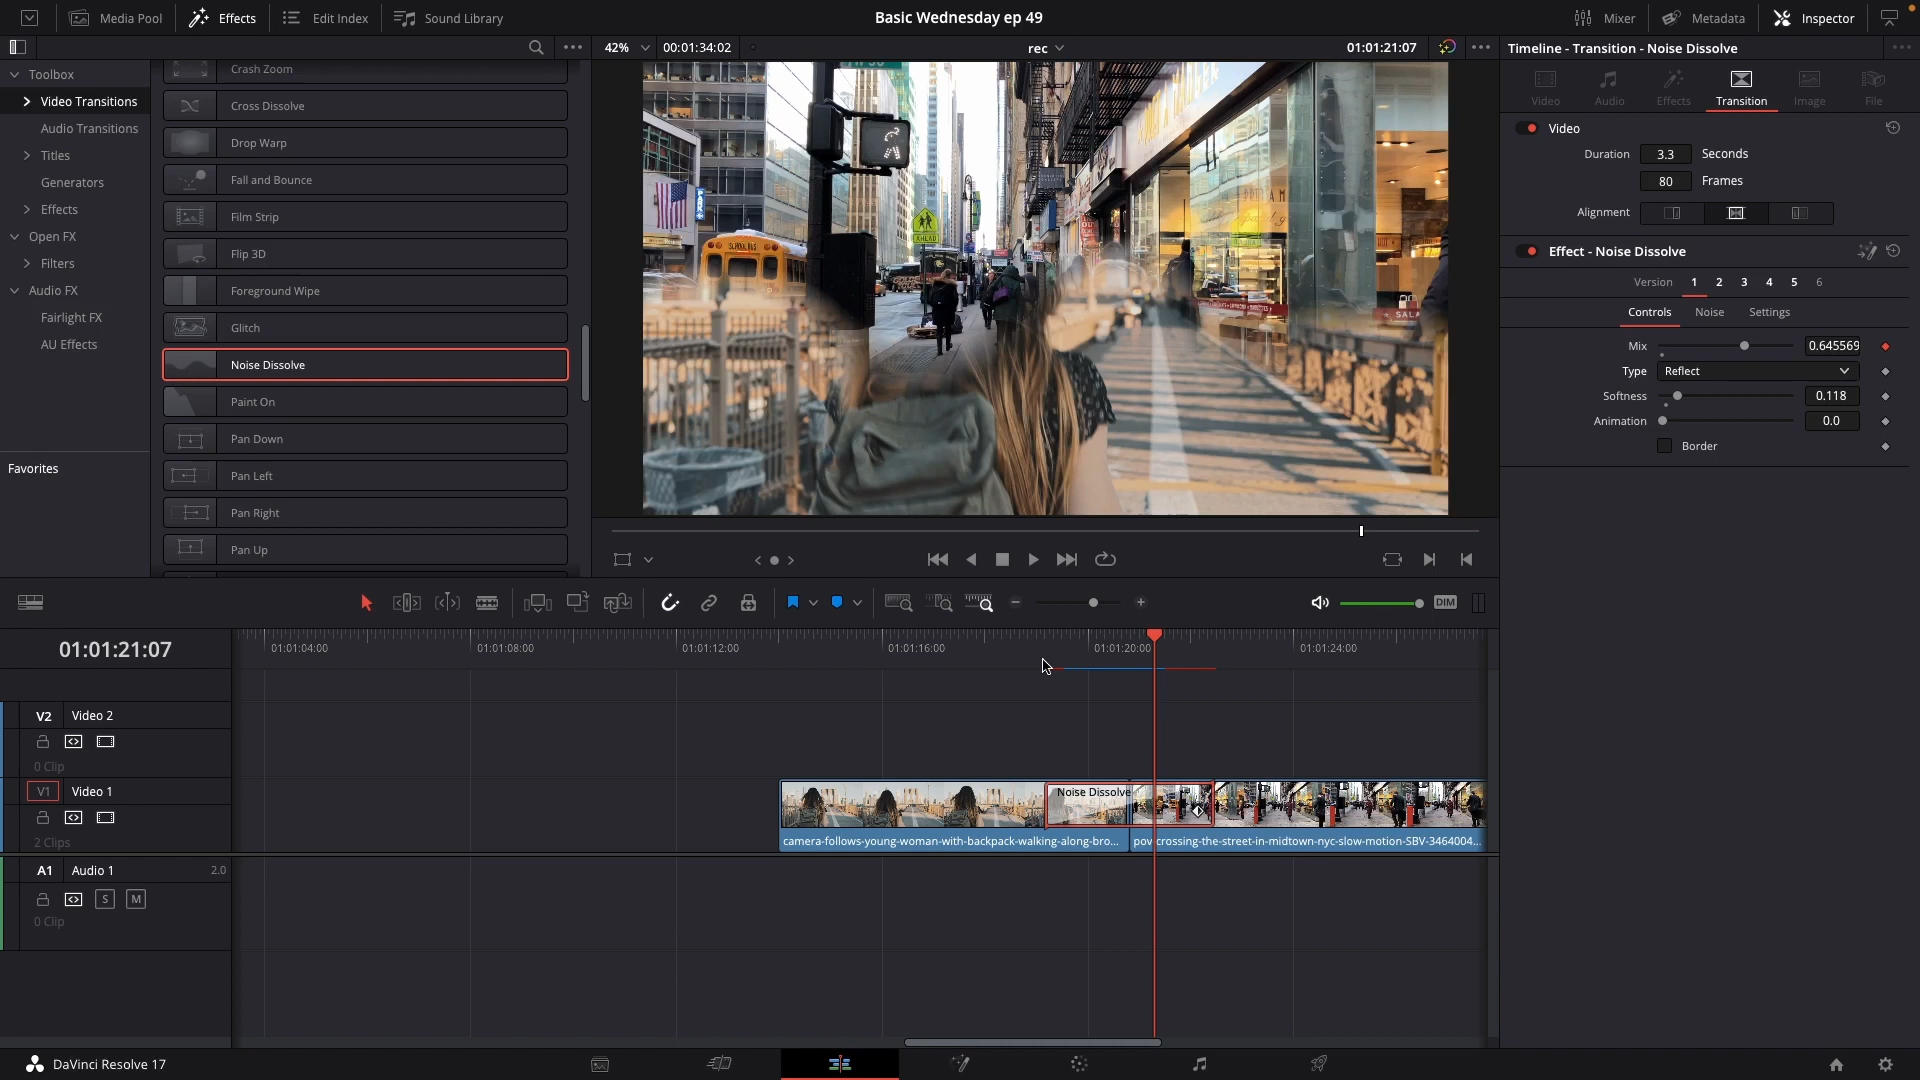 Media Pool
Effects
Edit Index
Sound Library
Basic Wednesday ep 49
Mixer
Metadata
Inspector
42%
00:01:34:02
rec
01:01:21:07
Timeline - Transition - Noise Dissolve
Toolbox
Video Transitions
Audio Transitions
Titles
Generators
Effects
Open FX
Filters
Audio FX
Fairlight FX
AU Effects
Favorites
Crash Zoom
Cross Dissolve
Drop Warp
Fall and Bounce
Film Strip
Flip 3D
Foreground Wipe
Glitch
Noise Dissolve
Paint On
Pan Down
Pan Left
Pan Right
Pan Up
PARK
SCHOOL BUS
AHEAD
SALA
Video
Audio
Effects
Transition
Image
File
Video
Duration
3.3
Seconds
80
Frames
Alignment
Effect - Noise Dissolve
Version
1
2
3
4
5
6
Controls
Noise
Settings
Mix
0.645569
Type
Reflect
Softness
0.118
Animation
0.0
Border
DIM
01:01:21:07
01:01:04:00
01:01:08:00
01:01:12:00
01:01:16:00
01:01:20:00
01:01:24:00
V2
Video 2
0 Clip
V1
Video 1
2 Clips
Noise Dissolve
camera-follows-young-woman-with-backpack-walking-along-bro...
pov-crossing-the-street-in-midtown-nyc-slow-motion-SBV-3464004...
A1
Audio 1
2.0
S
M
0 Clip
DaVinci Resolve 17